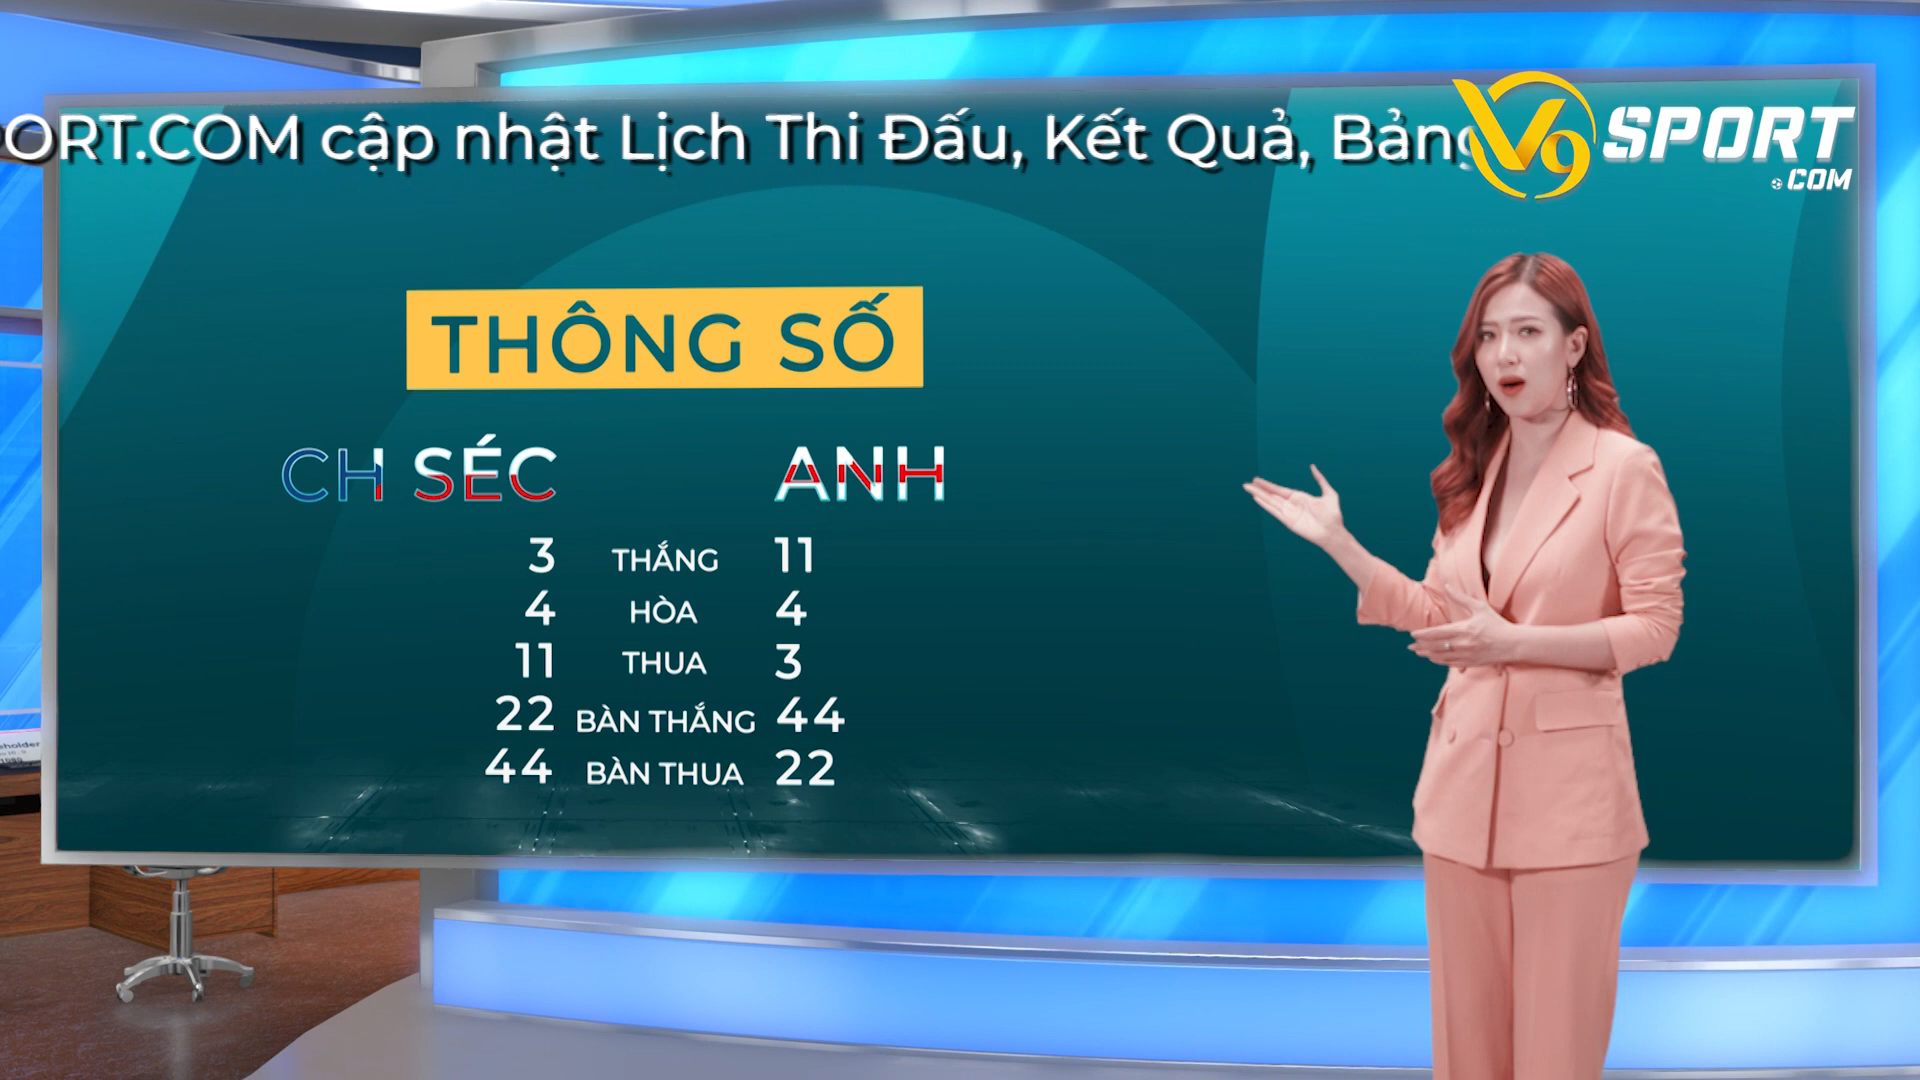 PORT.COM cập nhật Lịch Thi Đấu, Kết Quả, Bảng
V9 SPORT
.COM
THÔNG SỐ
CH SÉC ANH
3 THẮNG 11
4 HÒA 4
11 THUA 3
22 BÀN THẮNG 44
44 BÀN THUA 22